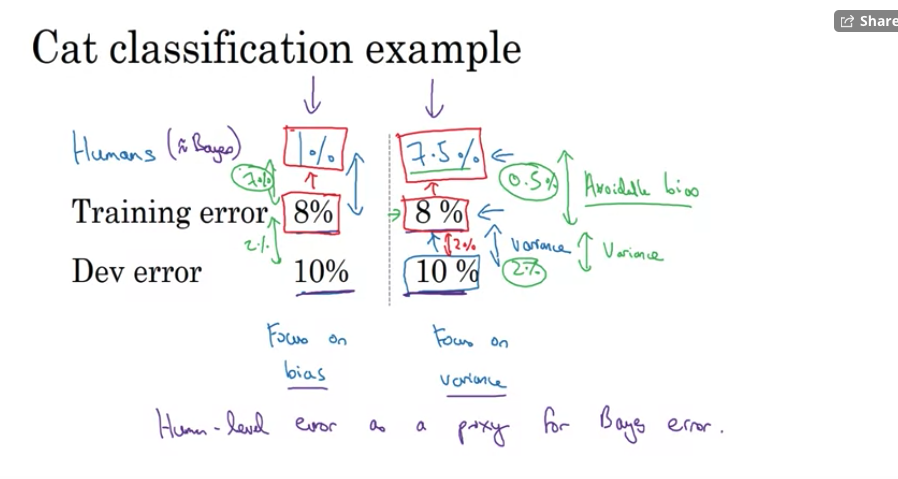 Share
Cat classification example
Humans (≈ Bayes) 1% 7.5%
7% 0.5% Avoidable bias
Training error 8% 8%
2% 2% variance Variance
Dev error 10% 10% 2%
Focus on Focus on
bias variance
Human-level error as a proxy for Bayes error.